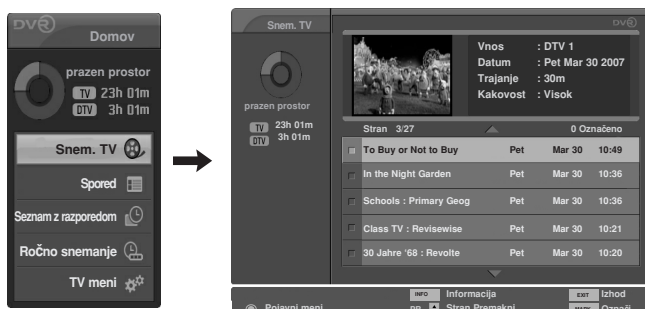 DVR
Domov
prazen prostor
TV 23h 01m
DTV 3h 01m
Snem. TV
Spored
Seznam z razporedom
Ročno snemanje
TV meni
Snem. TV
DVR
prazen prostor
TV 23h 01m
DTV 3h 01m
Vnos : DTV 1
Datum : Pet Mar 30 2007
Trajanje : 30m
Kakovost : Visok
Stran 3/27 0 Označeno
To Buy or Not to Buy Pet Mar 30 10:49
In the Night Garden Pet Mar 30 10:36
Schools : Primary Geog Pet Mar 30 10:36
Class TV : Revisewise Pet Mar 30 10:21
30 Jahre '68 : Revolte Pet Mar 30 10:20
INFO Informacija EXIT Izhod
Pojavni meni PR Stran Premakni MARK Označi